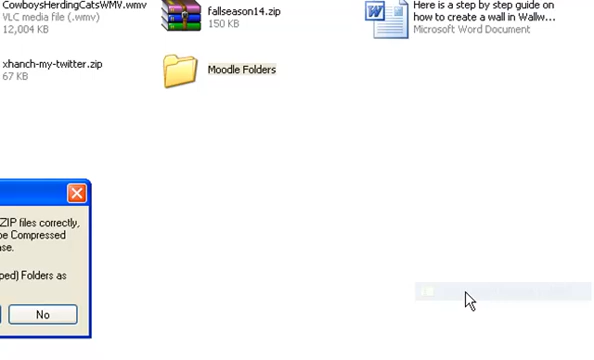 CowboysHerdingCatsWMV.wmv
VLC media file (.wmv)
12,004 KB
fallseason14.zip
150 KB
Here is a step by step guide on
how to create a wall in Wallw...
Microsoft Word Document
xhanch-my-twitter.zip
67 KB
Moodle Folders
ZIP files correctly,
be Compressed
ped) Folders as
No